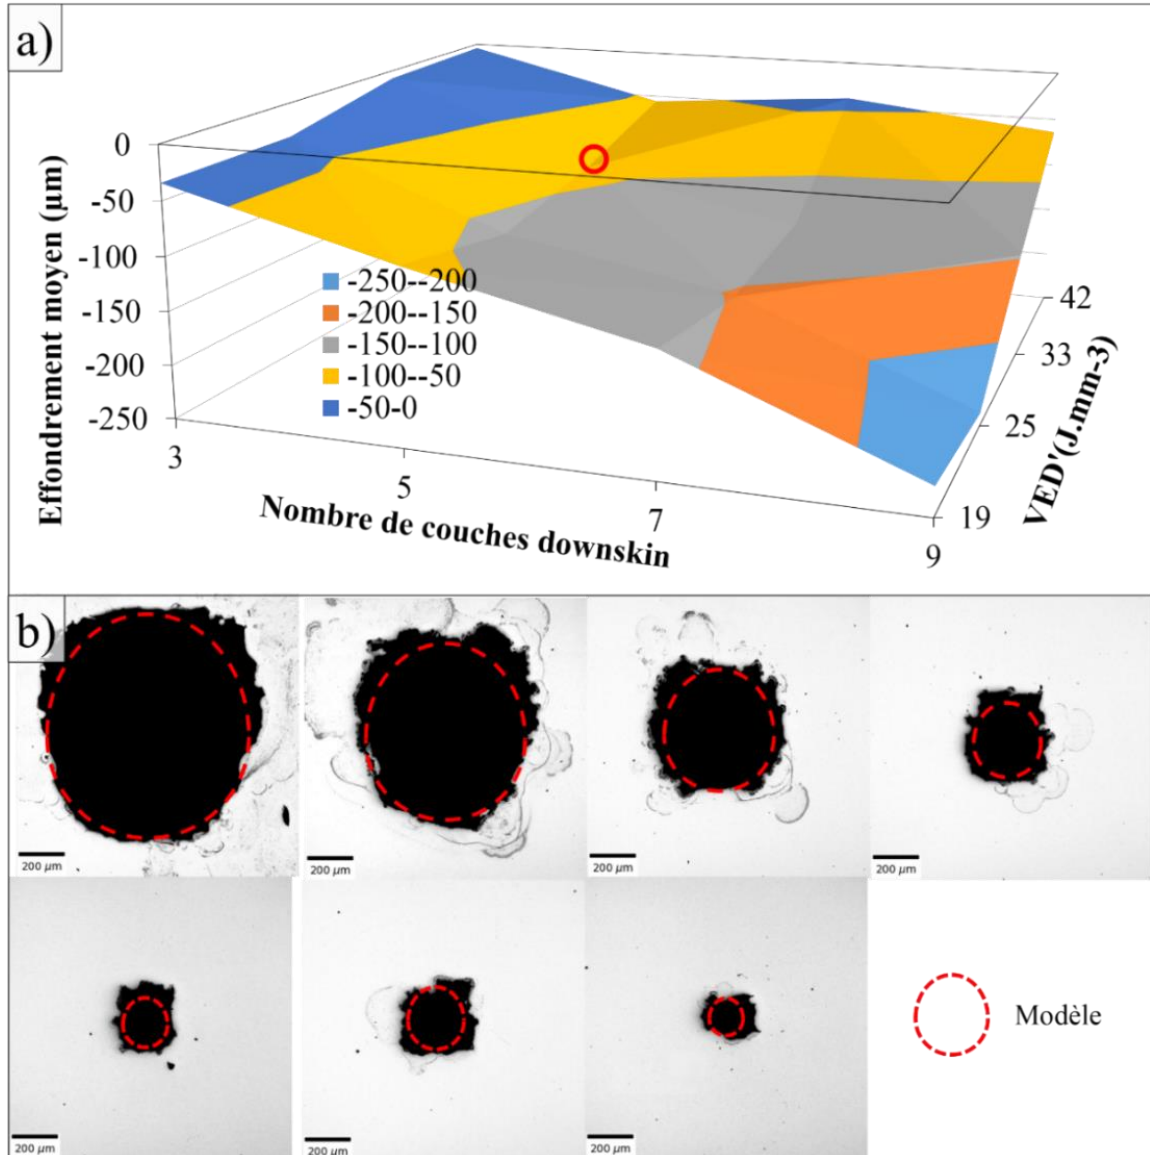 a)
0
-50
-100
-150
-200
-250
Effondrement moyen (µm)
-250--200
-200--150
-150--100
-100--50
-50-0
3
5
7
9
Nombre de couches downskin
42
33
25
19
VED'(J.mm-3)
b)
200 µm
200 µm
200 µm
200 µm
200 µm
200 µm
200 µm
Modèle